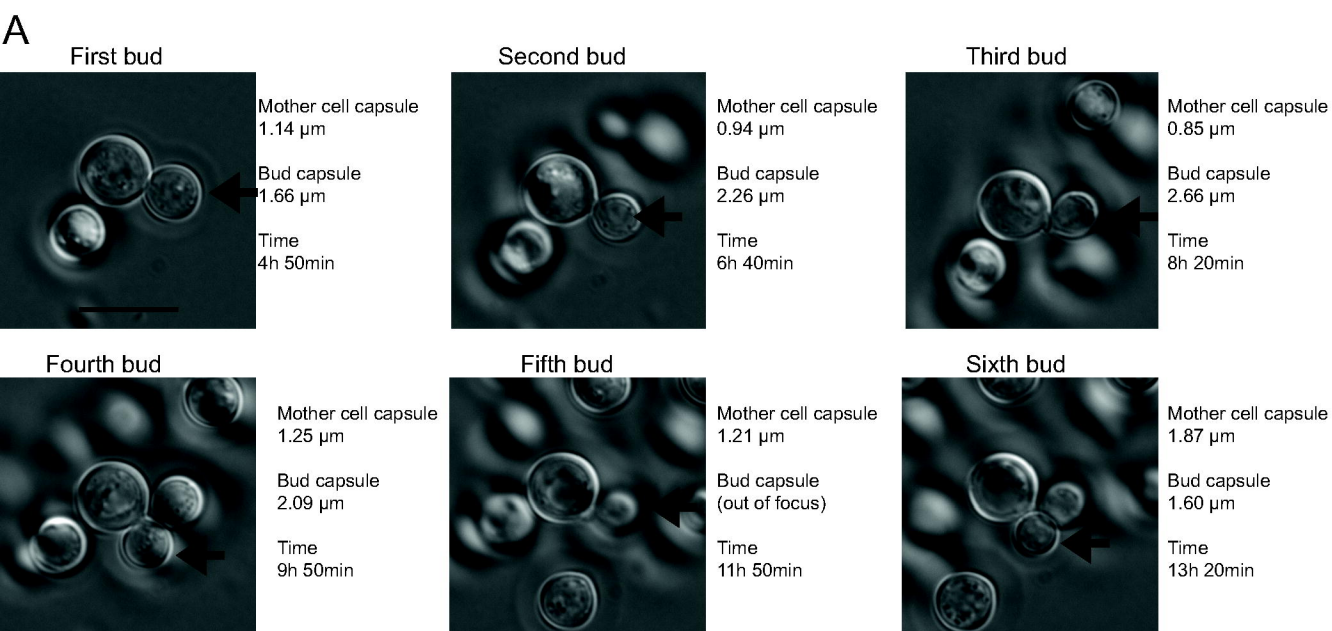 A
First bud
Mother cell capsule
1.14 µm
Bud capsule
1.66 µm
Time
4h 50min
Second bud
Mother cell capsule
0.94 µm
Bud capsule
2.26 µm
Time
6h 40min
Third bud
Mother cell capsule
0.85 µm
Bud capsule
2.66 µm
Time
8h 20min
Fourth bud
Mother cell capsule
1.25 µm
Bud capsule
2.09 µm
Time
9h 50min
Fifth bud
Mother cell capsule
1.21 µm
Bud capsule
(out of focus)
Time
11h 50min
Sixth bud
Mother cell capsule
1.87 µm
Bud capsule
1.60 µm
Time
13h 20min